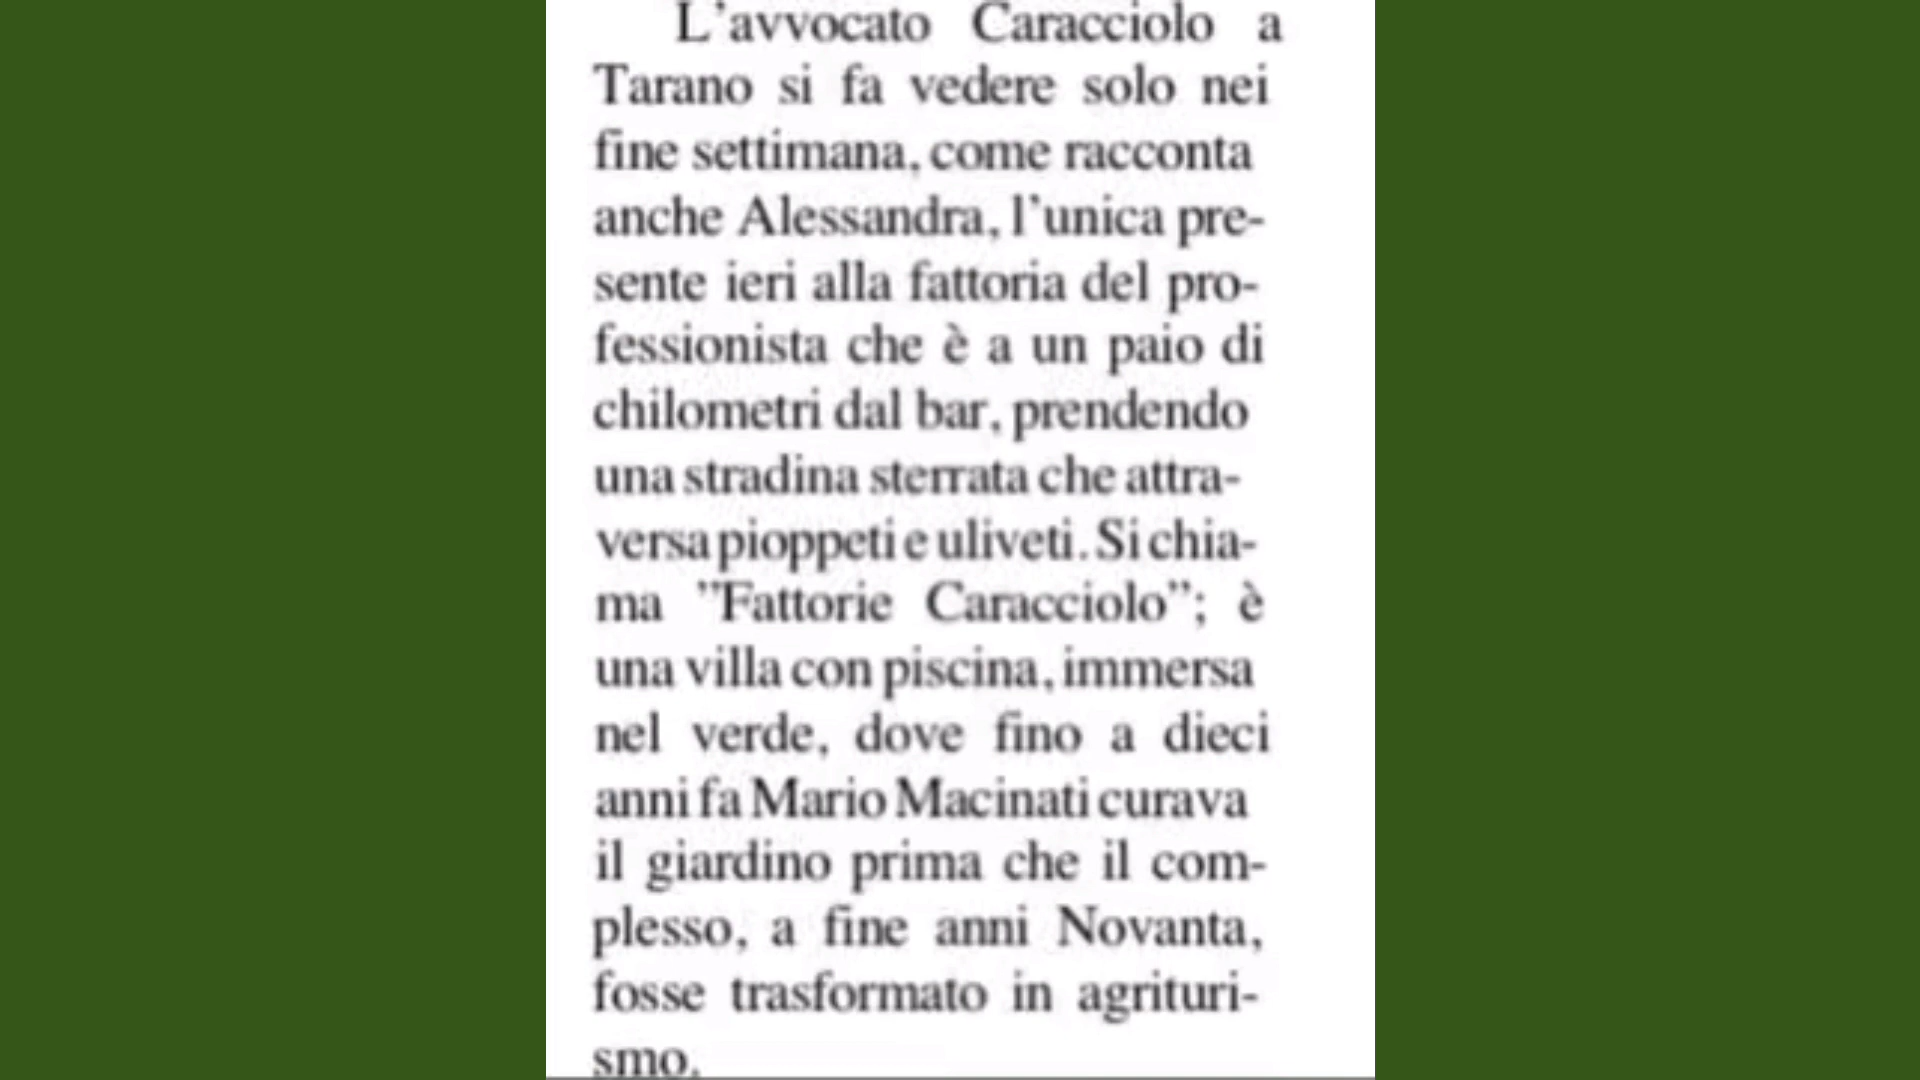 L'avvocato Caracciolo a
Tarano si fa vedere solo nei
fine settimana, come racconta
anche Alessandra, l'unica pre-
sente ieri alla fattoria del pro-
fessionista che è a un paio di
chilometri dal bar, prendendo
una stradina sterrata che attra-
versa pioppeti e uliveti. Si chia-
ma ”Fattorie Caracciolo”; è
una villa con piscina, immersa
nel verde, dove fino a dieci
anni fa Mario Macinati curava
il giardino prima che il com-
plesso, a fine anni Novanta,
fosse trasformato in agrituri-
smo.